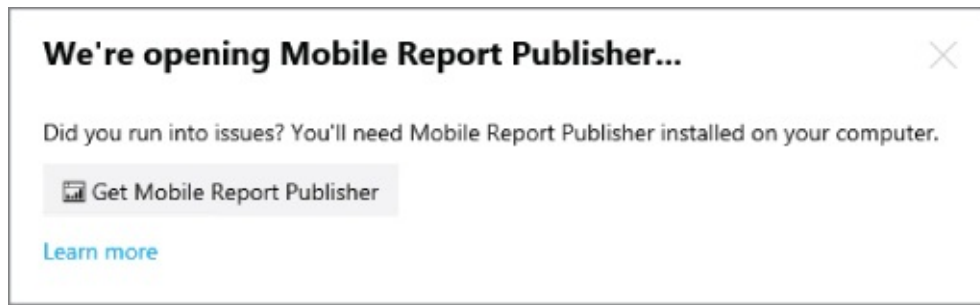 We're opening Mobile Report Publisher...
Did you run into issues? You'll need Mobile Report Publisher installed on your computer.
Get Mobile Report Publisher
Learn more